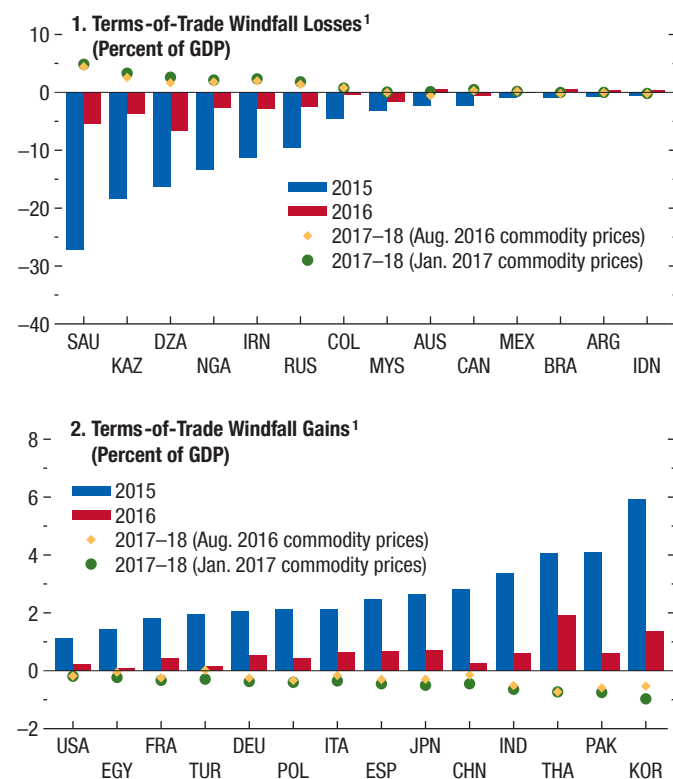 1. Terms-of-Trade Windfall Losses¹
(Percent of GDP)
10
0
−10
−20
−30
−40
2015
2016
2017–18 (Aug. 2016 commodity prices)
2017–18 (Jan. 2017 commodity prices)
SAU DZA IRN COL AUS MEX ARG
KAZ NGA RUS MYS CAN BRA IDN
2. Terms-of-Trade Windfall Gains¹
(Percent of GDP)
8
6
4
2
0
−2
2015
2016
2017–18 (Aug. 2016 commodity prices)
2017–18 (Jan. 2017 commodity prices)
USA FRA DEU ITA JPN IND PAK
EGY TUR POL ESP CHN THA KOR